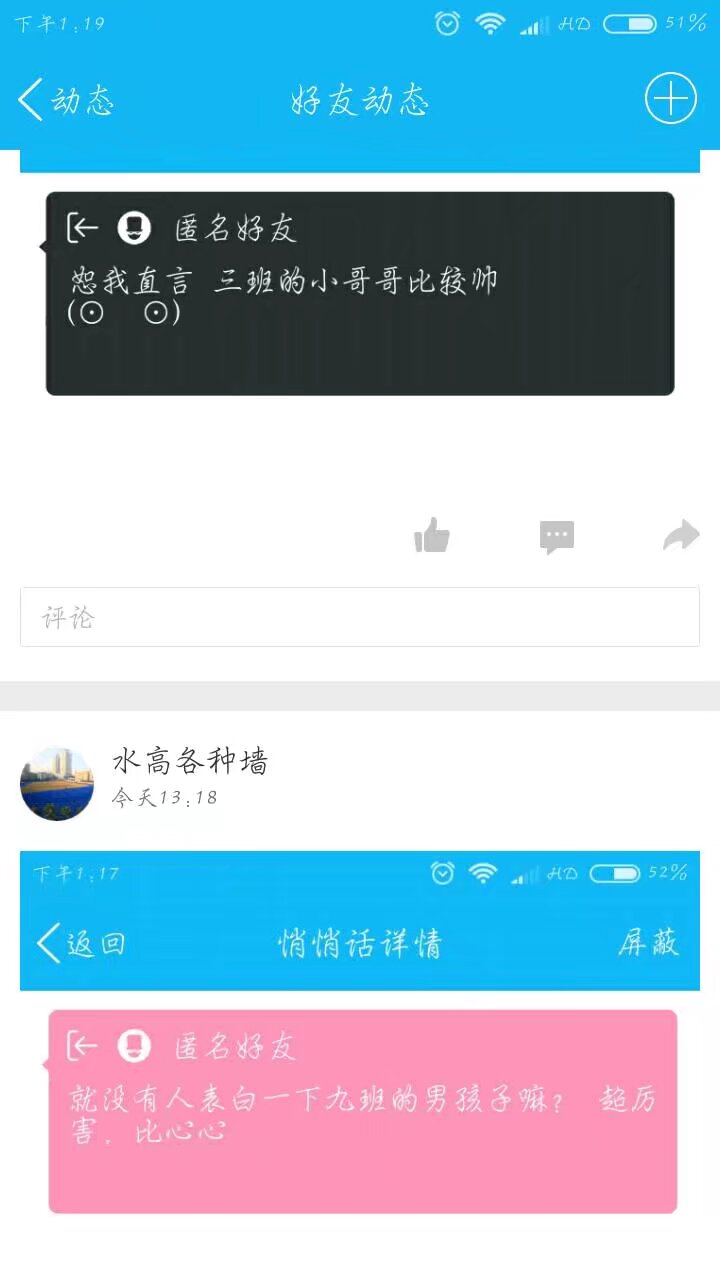 下午1:19 HD 51%
动态 好友动态
匿名好友
恕我直言 三班的小哥哥比较帅
(⊙ ⊙)
评论
水高各种墙
今天13:18
下午1:17 HD 52%
返回 悄悄话详情 屏蔽
匿名好友
就没有人表白一下九班的男孩子嘛? 超厉
害. 比心心